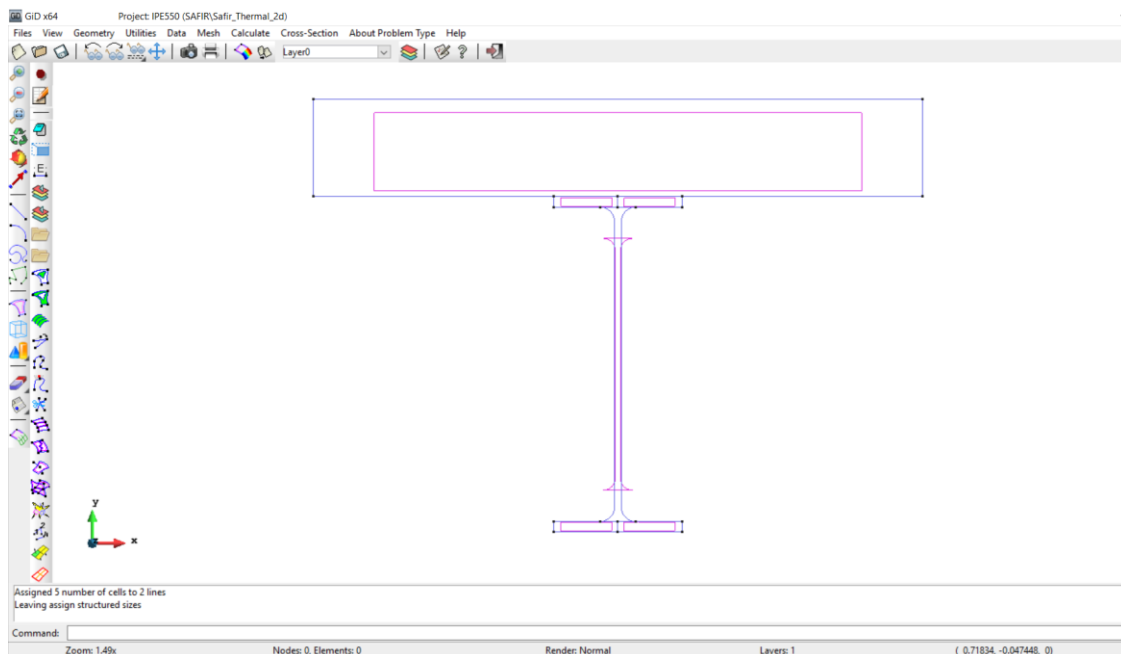 GiD x64 Project: IPE550 (SAFIR\Safir_Thermal_2d)
Files View Geometry Utilities Data Mesh Calculate Cross-Section About Problem Type Help
Layer0
E
y
x
Assigned 5 number of cells to 2 lines
Leaving assign structured sizes
Command:
Zoom: 1.49x Nodes: 0, Elements: 0 Render: Normal Layers: 1 ( 0.71834, -0.047448, 0)